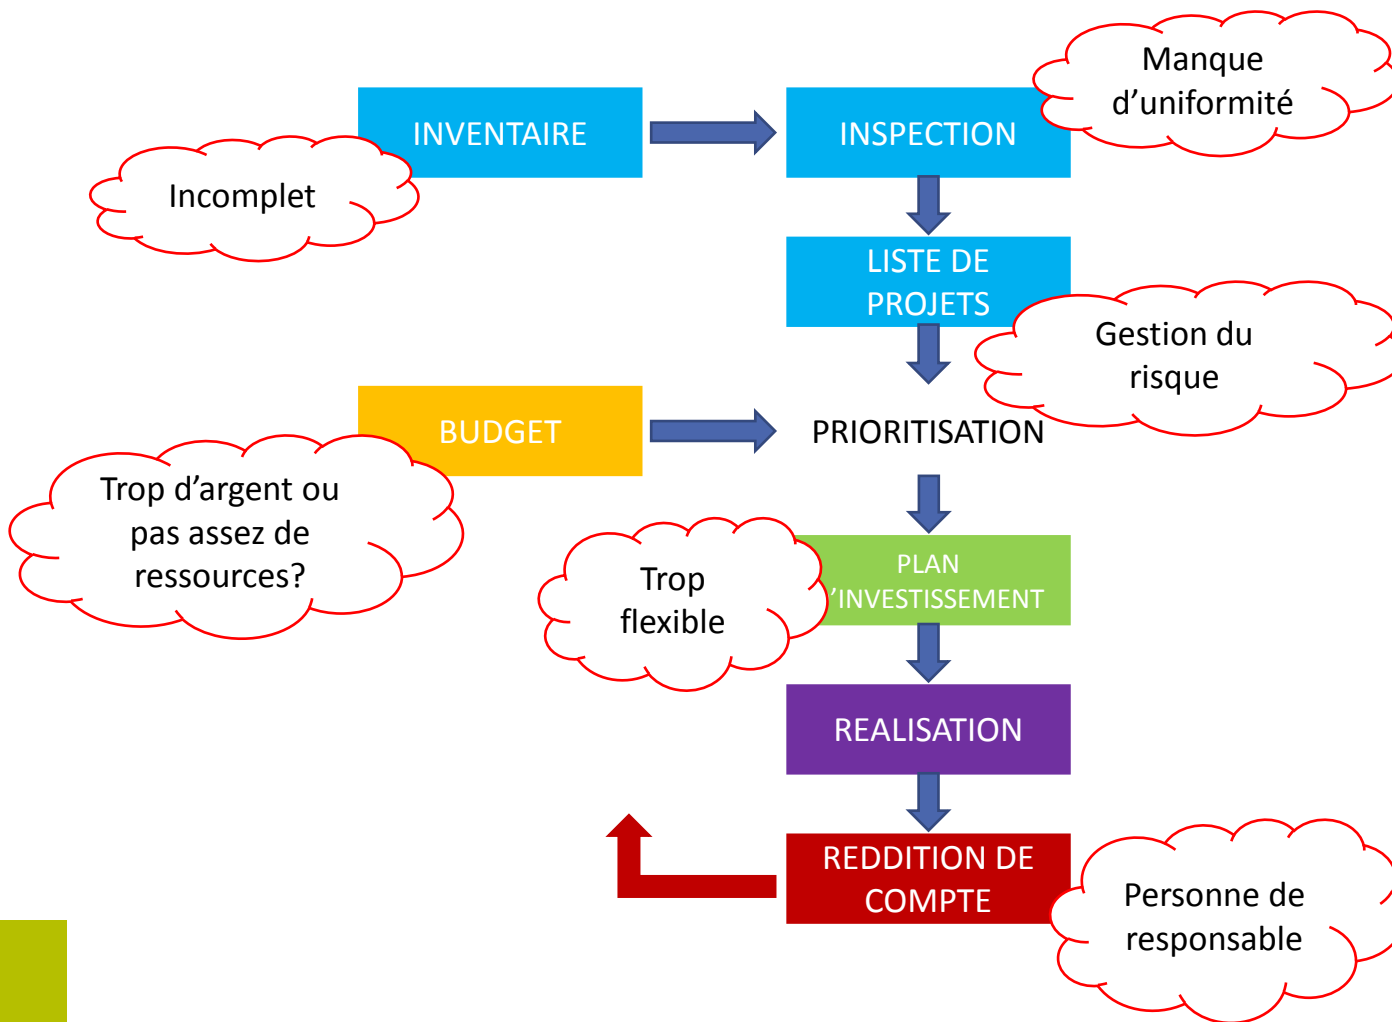 Manque
d’uniformité
INVENTAIRE
INSPECTION
Incomplet
LISTE DE
PROJETS
Gestion du
risque
BUDGET
PRIORITISATION
Trop d’argent ou
pas assez de
ressources?
Trop
flexible
PLAN
’INVESTISSEMENT
REALISATION
REDDITION DE
COMPTE
Personne de
responsable